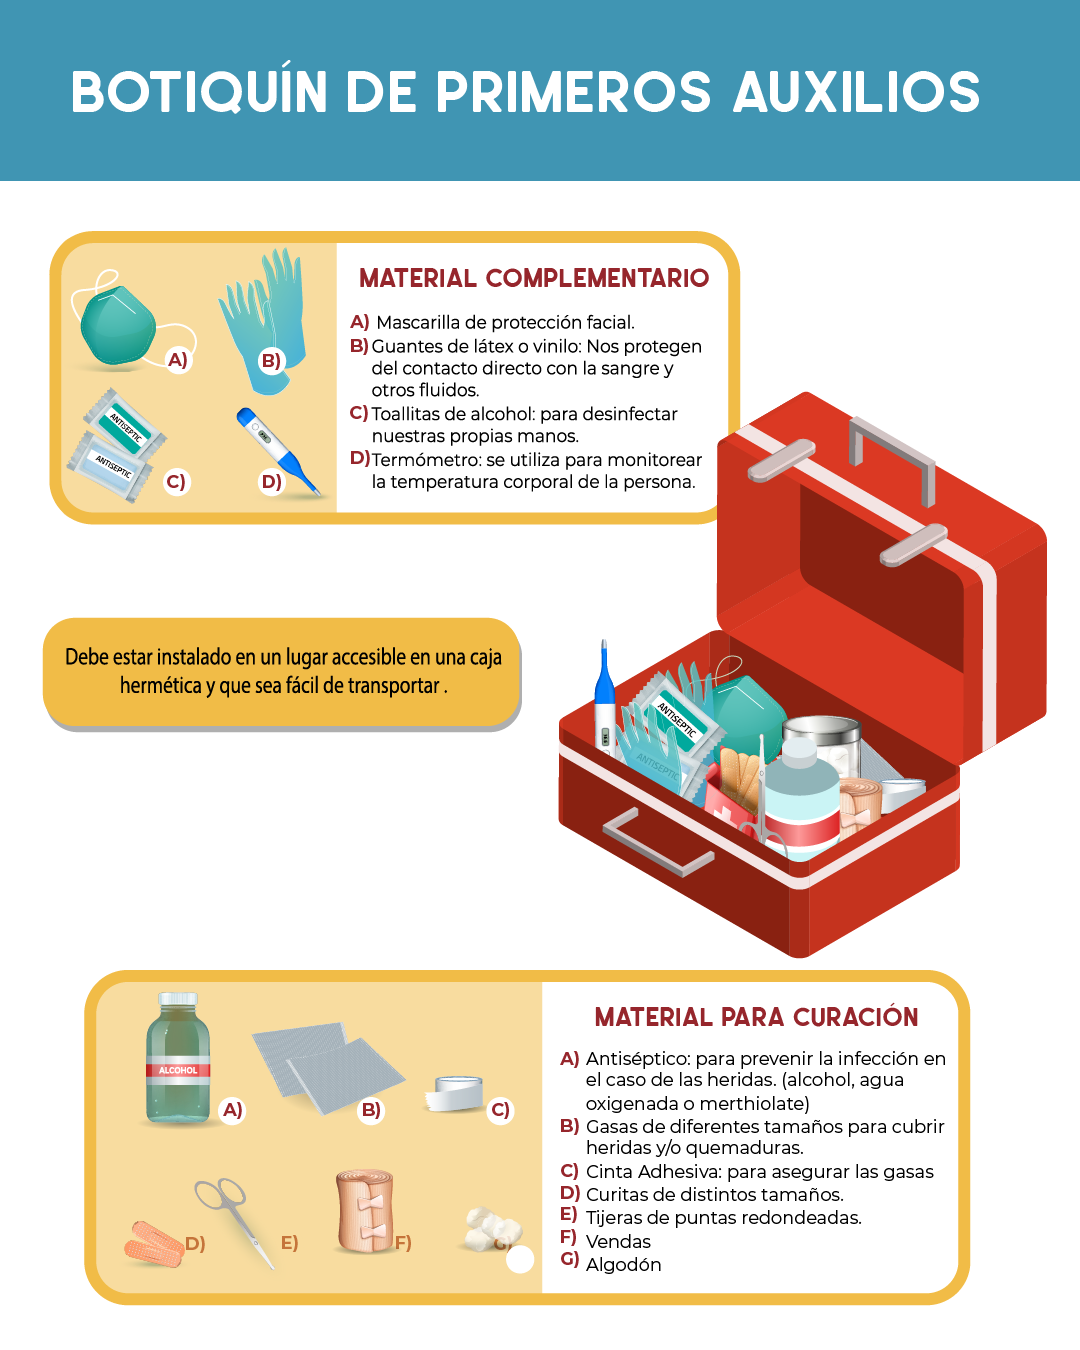 BOTIQUÍN DE PRIMEROS AUXILIOS
MATERIAL COMPLEMENTARIO
A) Mascarilla de protección facial.
B) Guantes de látex o vinilo: Nos protegen
del contacto directo con la sangre y
otros fluidos.
C) Toallitas de alcohol: para desinfectar
nuestras propias manos.
D) Termómetro: se utiliza para monitorear
la temperatura corporal de la persona.
A)
B)
ANTISEPTIC
ANTISEPTIC
C)
D)
Debe estar instalado en un lugar accesible en una caja
hermética y que sea fácil de transportar .
ANTISEPTIC
ANTISEPTIC
MATERIAL PARA CURACIÓN
A) Antiséptico: para prevenir la infección en
el caso de las heridas. (alcohol, agua
oxigenada o merthiolate)
B) Gasas de diferentes tamaños para cubrir
heridas y/o quemaduras.
C) Cinta Adhesiva: para asegurar las gasas
D) Curitas de distintos tamaños.
E) Tijeras de puntas redondeadas.
F) Vendas
G) Algodón
ALCOHOL
A)
B)
C)
D)
E)
F)
G)